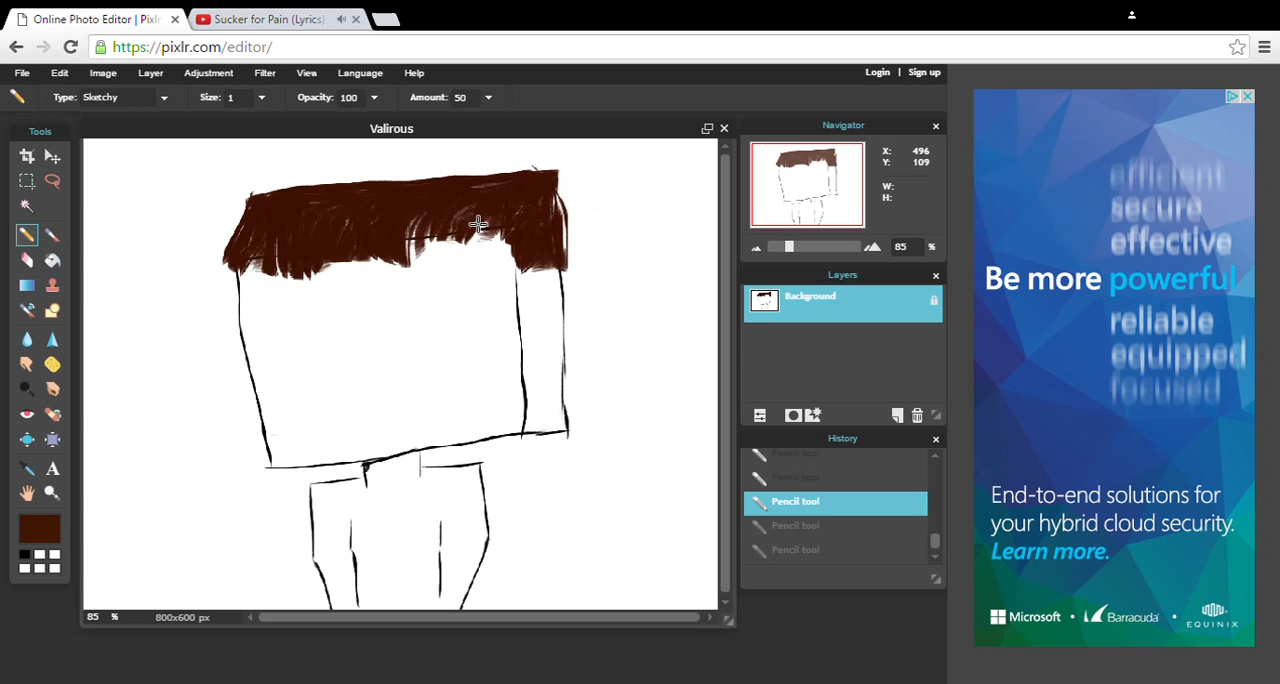 Online Photo Editor | Pixlr
Sucker for Pain (Lyrics)
https://pixlr.com/editor/
File Edit Image Layer Adjustment Filter View Language Help
Login | Sign up
Type: Sketchy Size: 1 Opacity: 100 Amount: 50
Tools
Valirous
Navigator
X: 496
Y: 109
W:
H:
85 %
Layers
Background
History
Pencil tool
Pencil tool
Pencil tool
Pencil tool
Pencil tool
85 % 800x600 px
efficient
secure
effective
Be more powerful
reliable
equipped
focused
End-to-end solutions for
your hybrid cloud security.
Learn more.
Microsoft • Barracuda • EQUINIX